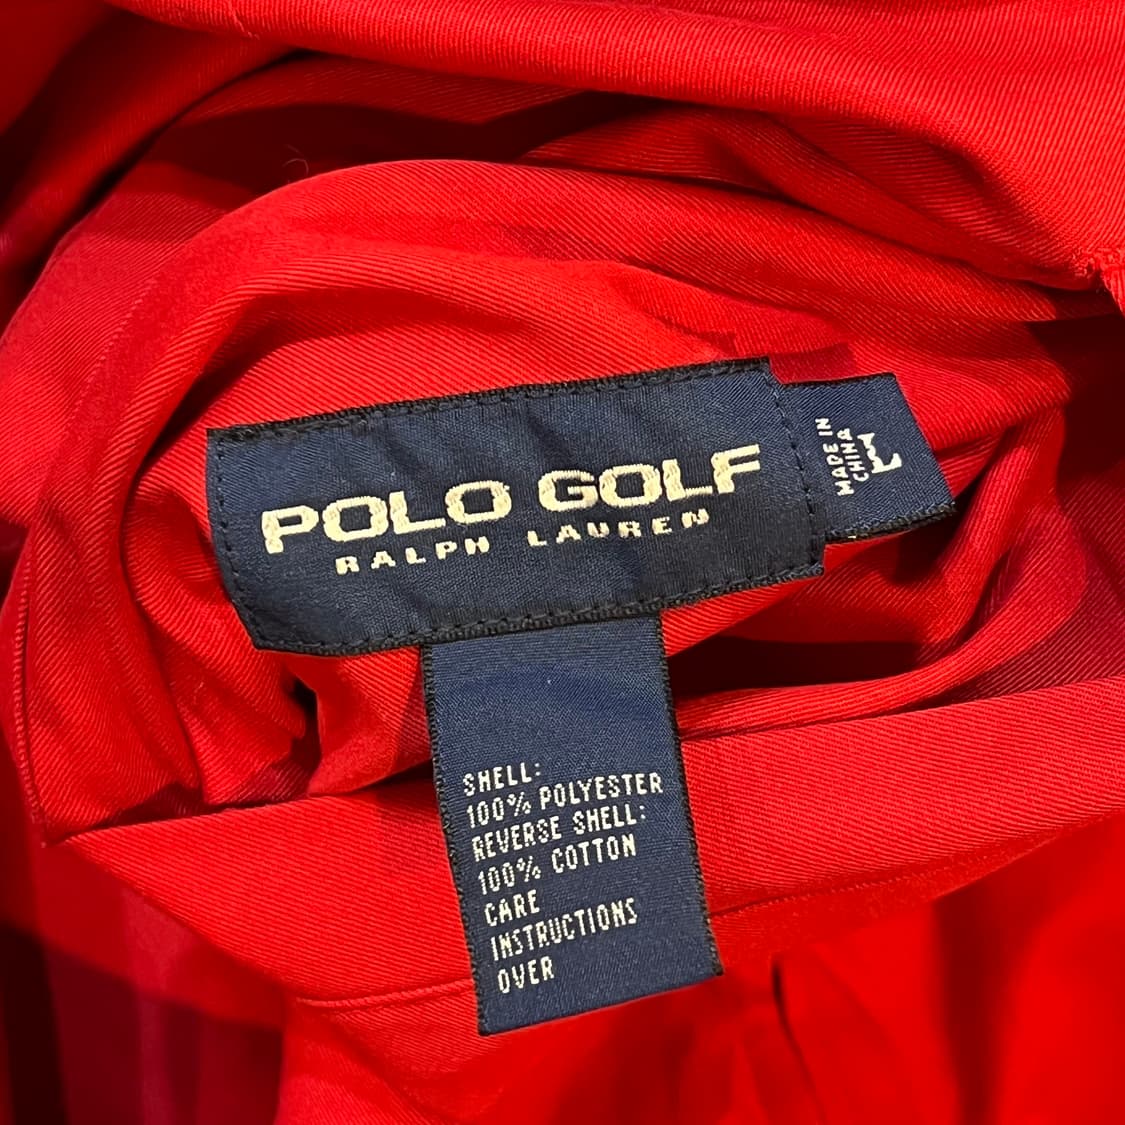 POLO GOLF
RALPH LAUREN
MADE IN
CHINA
L
SHELL:
100% POLYESTER
REVERSE SHELL:
100% COTTON
CARE
INSTRUCTIONS
OVER